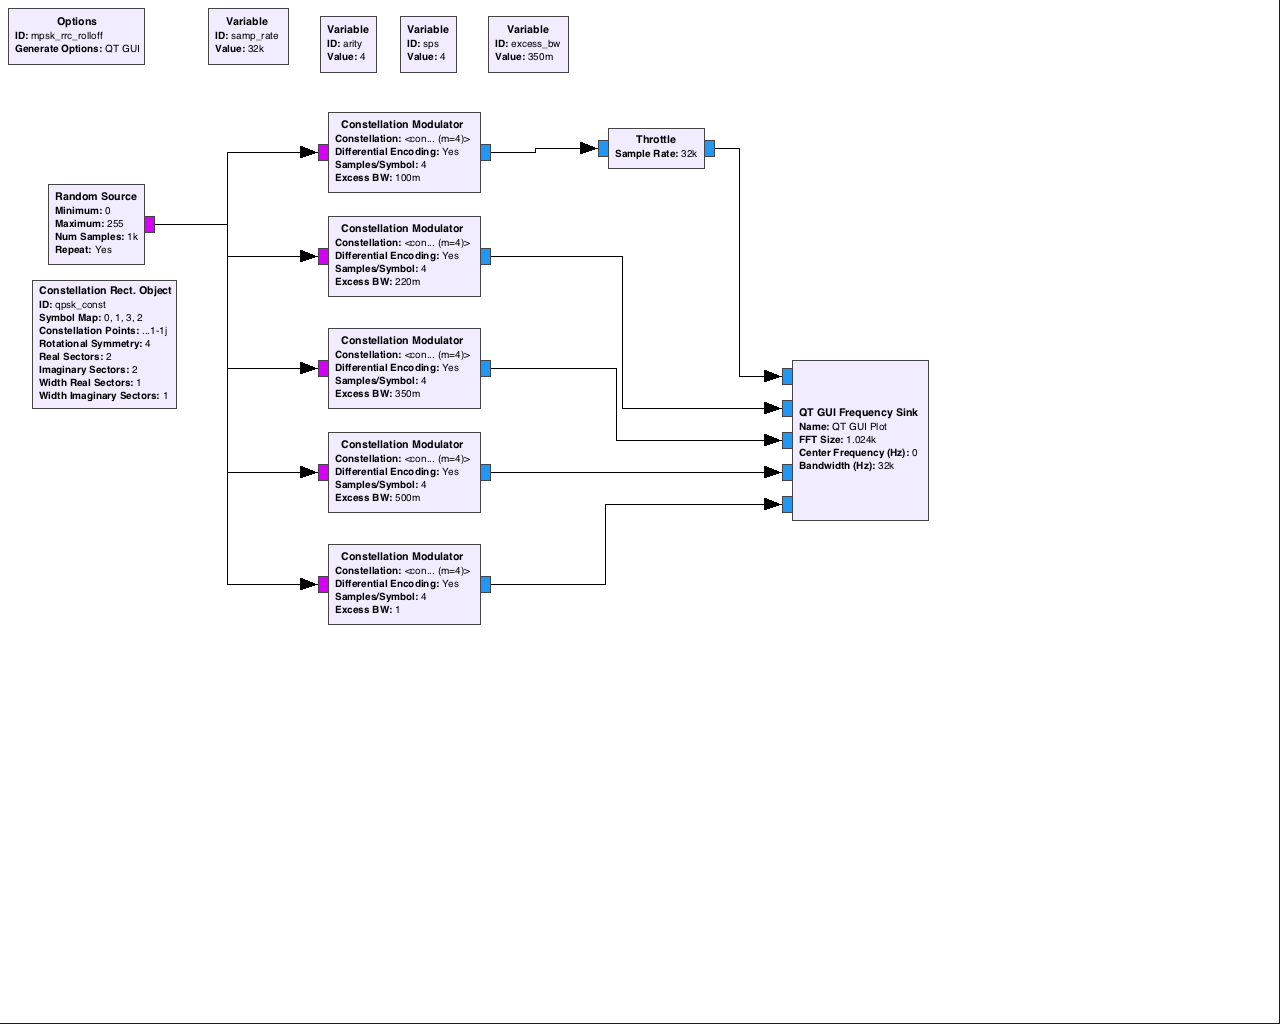 Options
ID: mpsk_rrc_rolloff
Generate Options: QT GUI
Variable
ID: samp_rate
Value: 32k
Variable
ID: arity
Value: 4
Variable
ID: sps
Value: 4
Variable
ID: excess_bw
Value: 350m
Constellation Modulator
Constellation: <con... (m=4)>
Differential Encoding: Yes
Samples/Symbol: 4
Excess BW: 100m
Throttle
Sample Rate: 32k
Random Source
Minimum: 0
Maximum: 255
Num Samples: 1k
Repeat: Yes
Constellation Modulator
Constellation: <con... (m=4)>
Differential Encoding: Yes
Samples/Symbol: 4
Excess BW: 220m
Constellation Rect. Object
ID: qpsk_const
Symbol Map: 0, 1, 3, 2
Constellation Points: ...1-1j
Rotational Symmetry: 4
Real Sectors: 2
Imaginary Sectors: 2
Width Real Sectors: 1
Width Imaginary Sectors: 1
Constellation Modulator
Constellation: <con... (m=4)>
Differential Encoding: Yes
Samples/Symbol: 4
Excess BW: 350m
QT GUI Frequency Sink
Name: QT GUI Plot
FFT Size: 1.024k
Center Frequency (Hz): 0
Bandwidth (Hz): 32k
Constellation Modulator
Constellation: <con... (m=4)>
Differential Encoding: Yes
Samples/Symbol: 4
Excess BW: 500m
Constellation Modulator
Constellation: <con... (m=4)>
Differential Encoding: Yes
Samples/Symbol: 4
Excess BW: 1